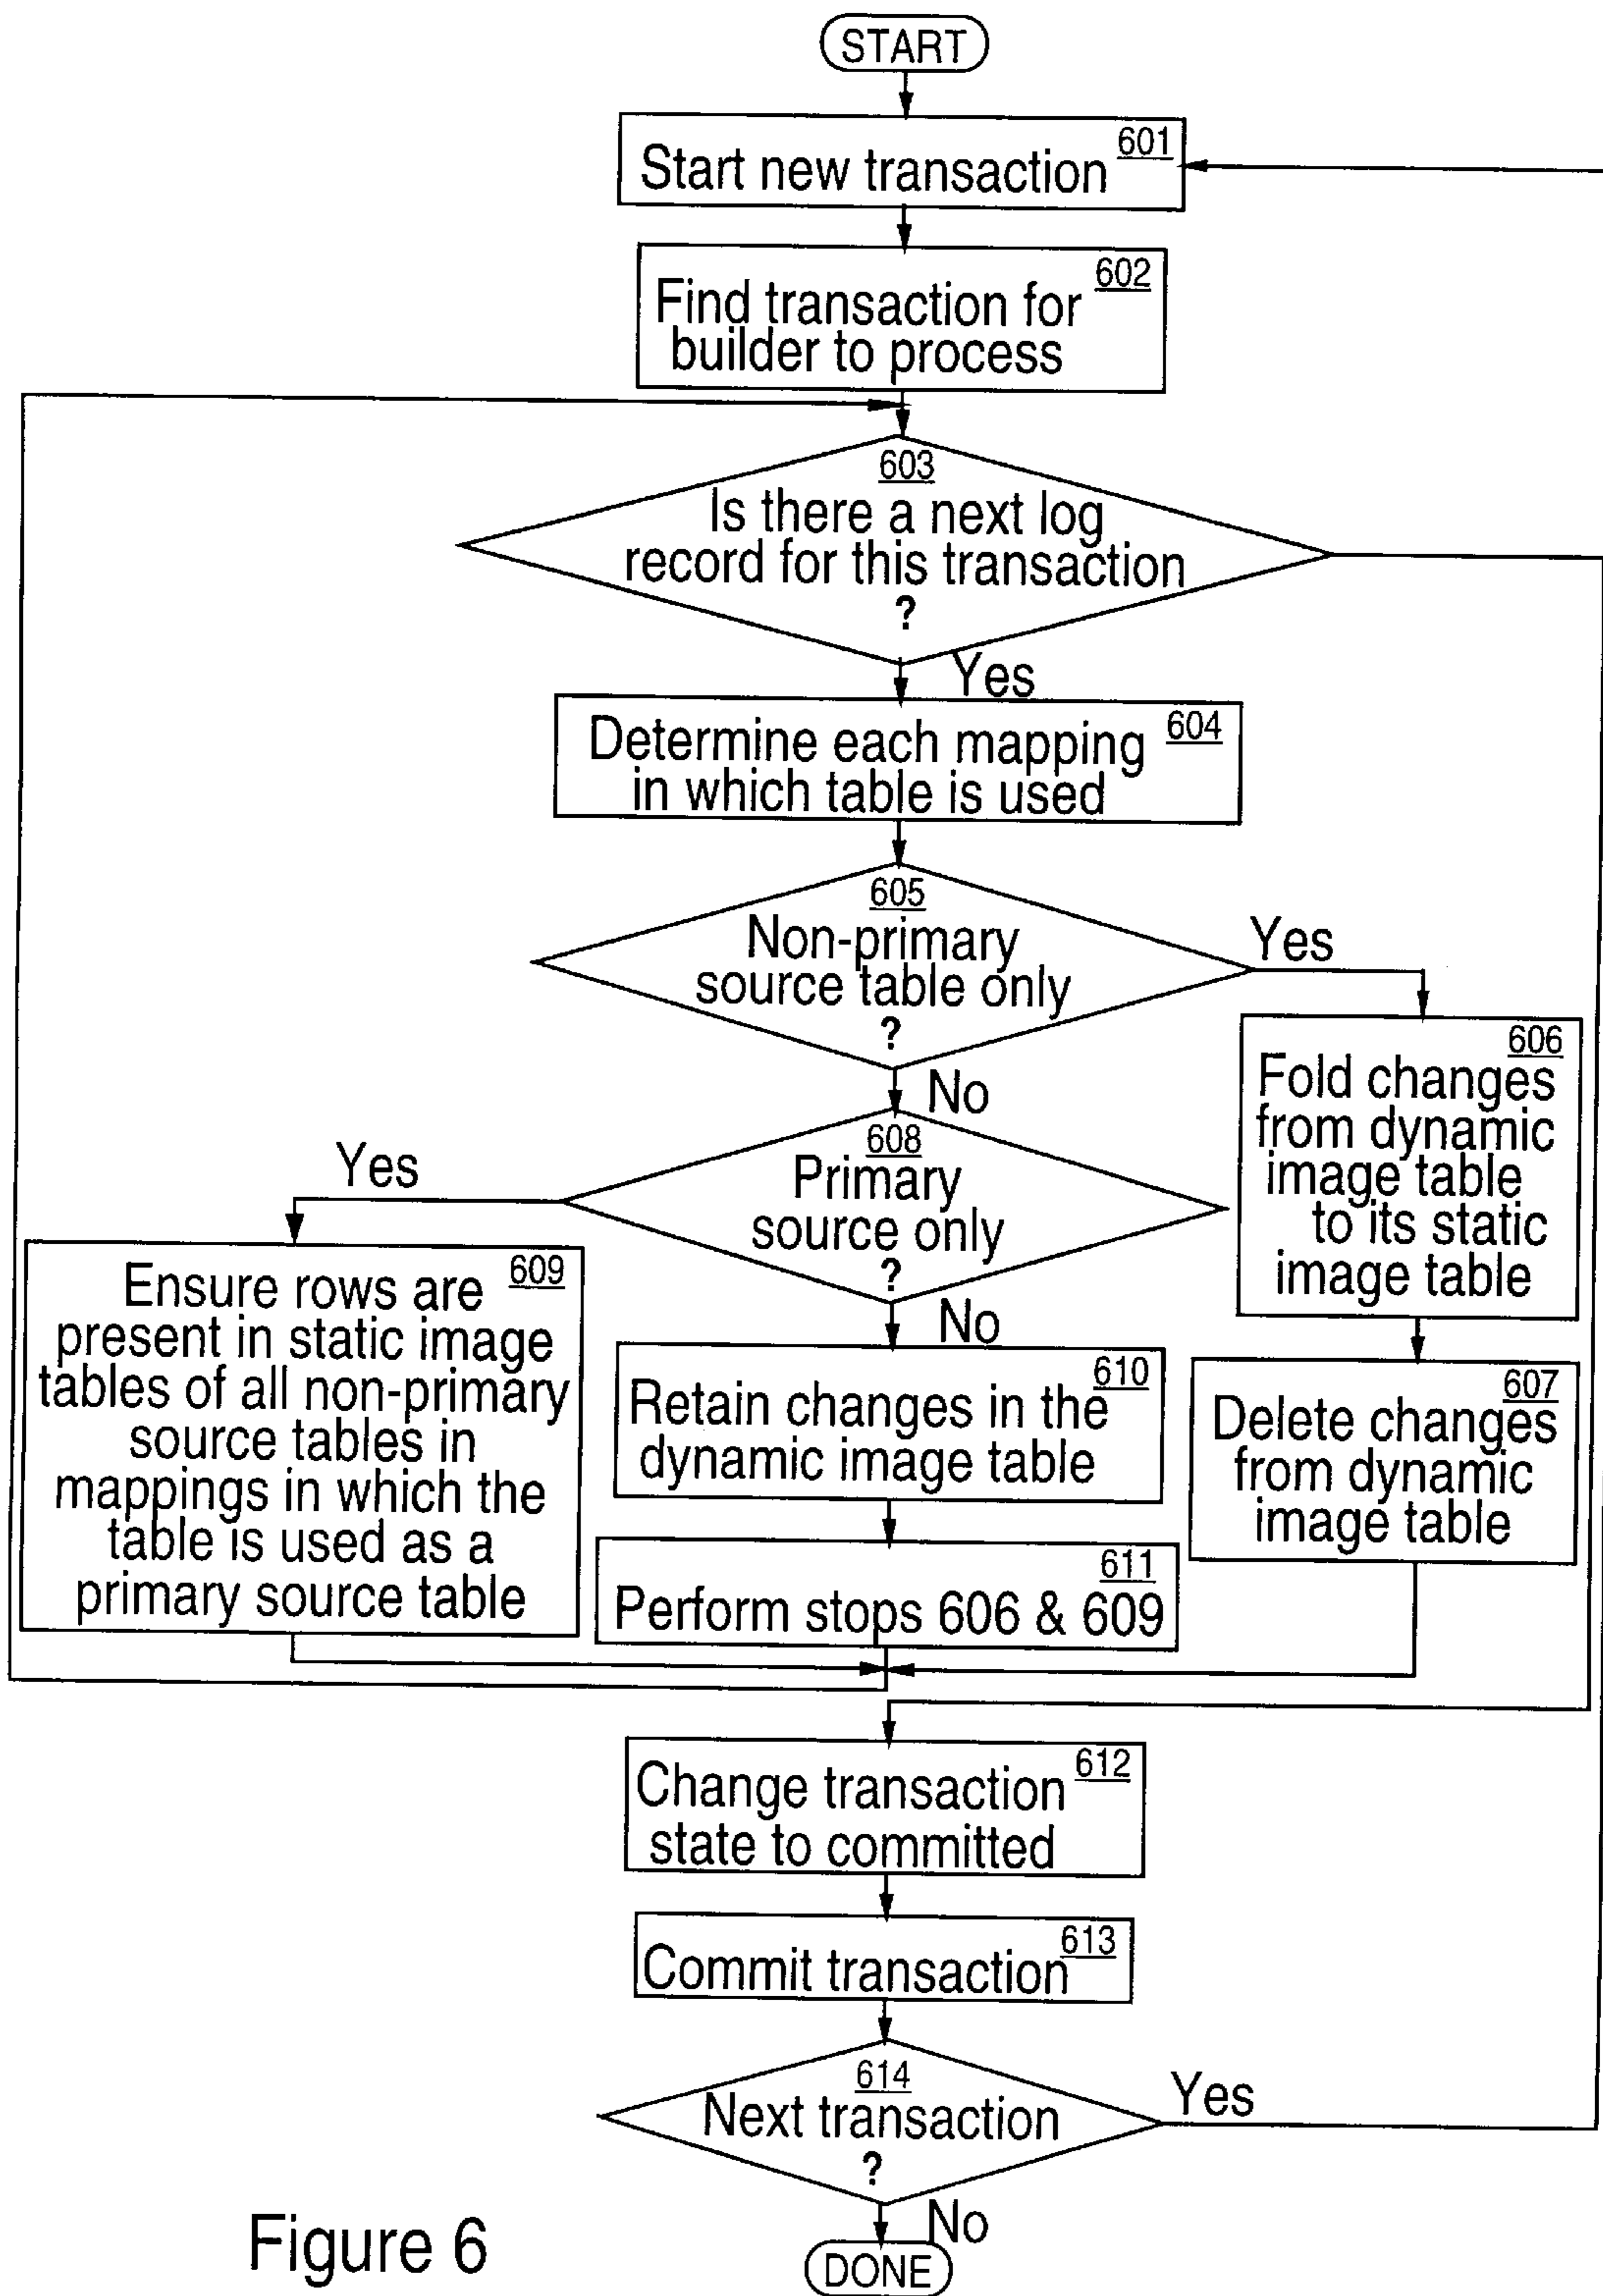 START
601
Start new transaction
602
Find transaction for
builder to process
603
Is there a next log
record for this transaction
?
Yes
604
Determine each mapping
in which table is used
605
Non-primary
source table only
?
Yes
No
606
Fold changes
from dynamic
image table
to its static
image table
607
Delete changes
from dynamic
image table
608
Primary
source only
?
Yes
No
609
Ensure rows are
present in static image
tables of all non-primary
source tables in
mappings in which the
table is used as a
primary source table
610
Retain changes in the
dynamic image table
611
Perform stops 606 & 609
612
Change transaction
state to committed
613
Commit transaction
614
Next transaction
?
Yes
No
DONE
Figure 6